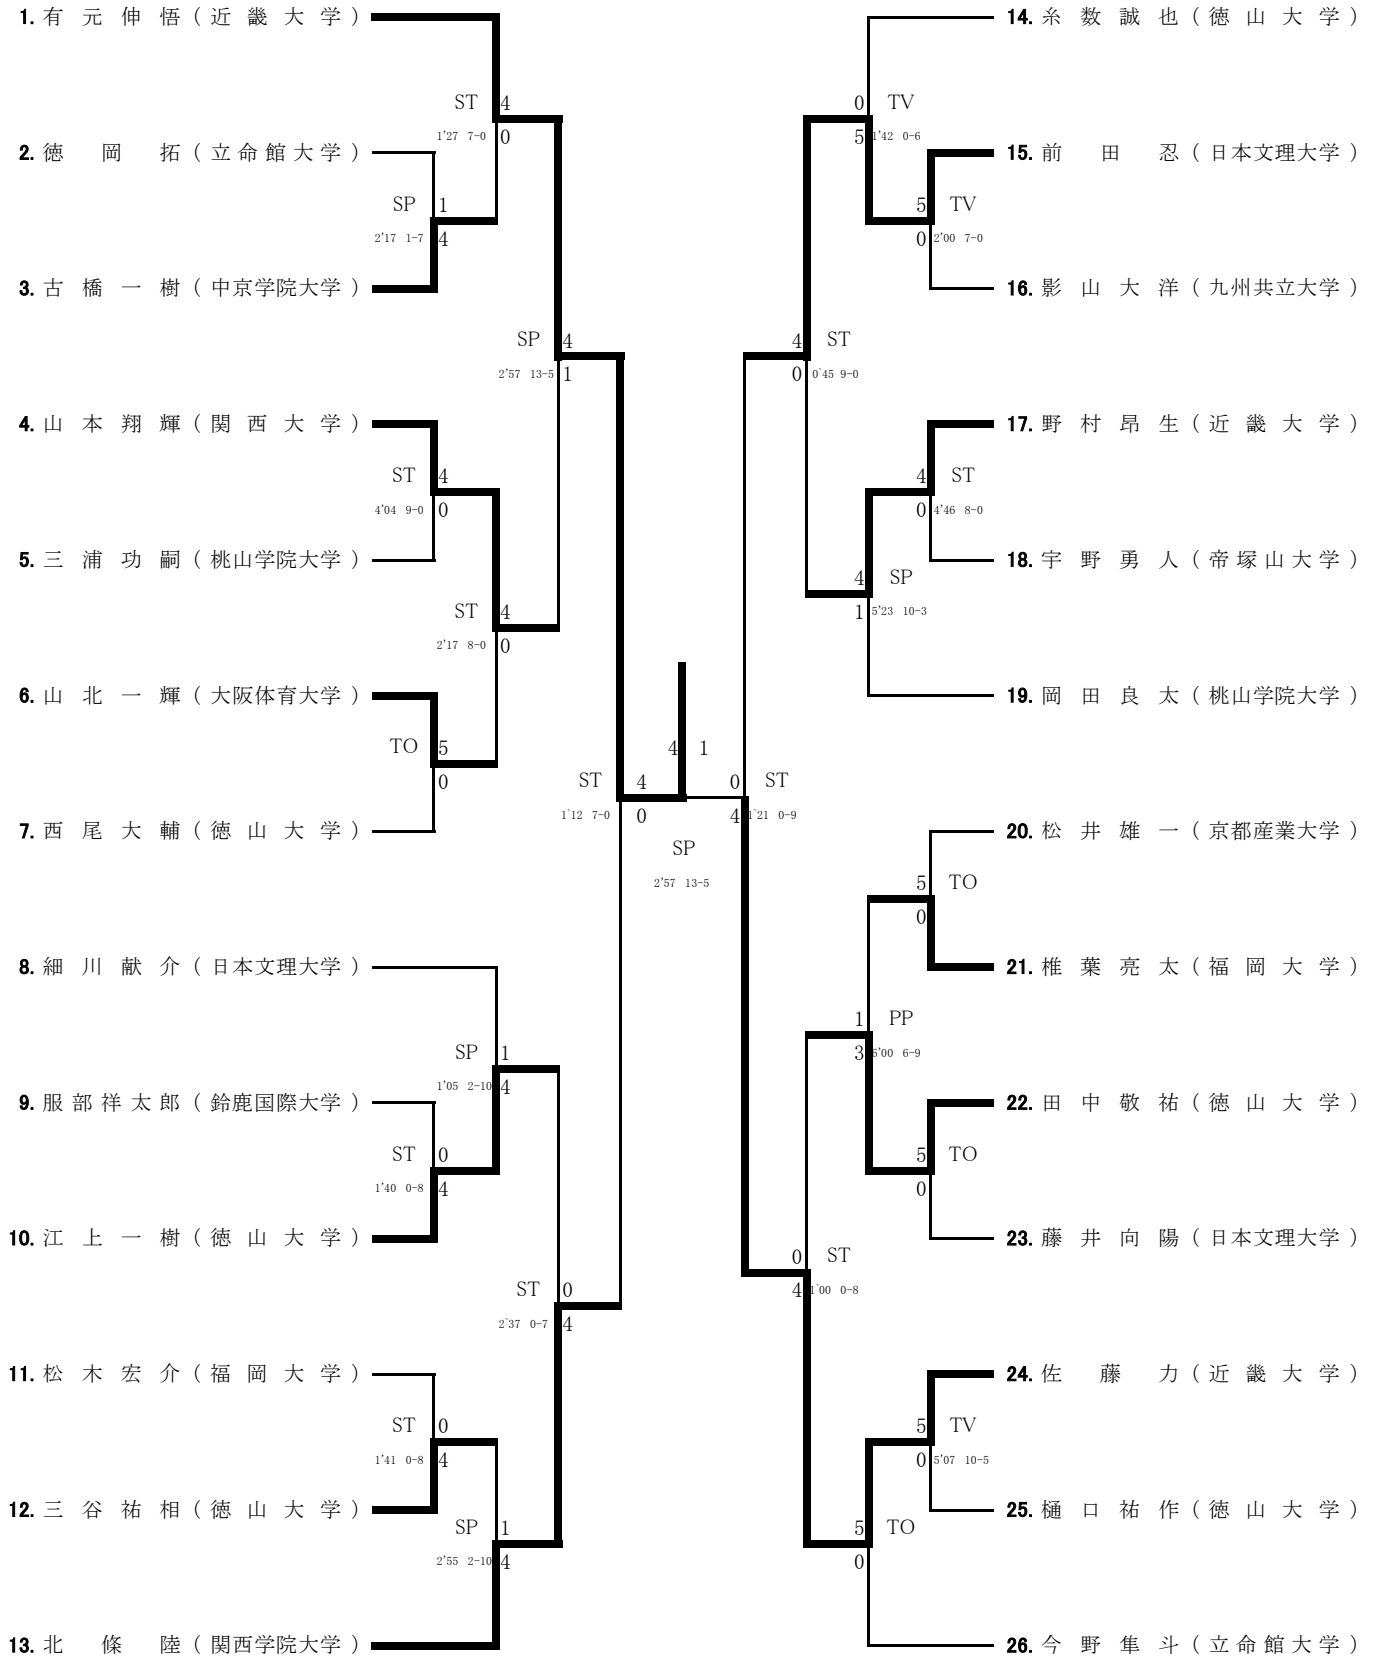 1. 有元伸悟（近畿大学）
ST 4
1'27 7-0 0
2. 徳岡拓（立命館大学）
SP 1
2'17 1-7 4
3. 古橋一樹（中京学院大学）
SP 4
2'57 13-5 1
4. 山本翔輝（関西大学）
ST 4
4'04 9-0 0
5. 三浦功嗣（桃山学院大学）
ST 4
2'17 8-0 0
6. 山北一輝（大阪体育大学）
TO 5
0
7. 西尾大輔（徳山大学）
ST 4
1`12 7-0 0
8. 細川献介（日本文理大学）
SP 1
1'05 2-10 4
9. 服部祥太郎（鈴鹿国際大学）
ST 0
1'40 0-8 4
10. 江上一樹（徳山大学）
ST 0
2`37 0-7 4
11. 松木宏介（福岡大学）
ST 0
1'41 0-8 4
12. 三谷祐相（徳山大学）
SP 1
2'55 2-10 4
13. 北條陸（関西学院大学）
4 1
SP
2'57 13-5
14. 糸数誠也（徳山大学）
0 TV
5 1'42 0-6
15. 前田忍（日本文理大学）
5 TV
0 2'00 7-0
16. 影山大洋（九州共立大学）
4 ST
0 0`45 9-0
17. 野村昂生（近畿大学）
4 ST
0 4'46 8-0
18. 宇野勇人（帝塚山大学）
4 SP
1 5'23 10-3
19. 岡田良太（桃山学院大学）
0 ST
4 1`21 0-9
20. 松井雄一（京都産業大学）
5 TO
0
21. 椎葉亮太（福岡大学）
1 PP
3 6'00 6-9
22. 田中敬祐（徳山大学）
5 TO
0
23. 藤井向陽（日本文理大学）
0 ST
4 1`00 0-8
24. 佐藤力（近畿大学）
5 TV
0 5'07 10-5
25. 樋口祐作（徳山大学）
5 TO
0
26. 今野隼斗（立命館大学）